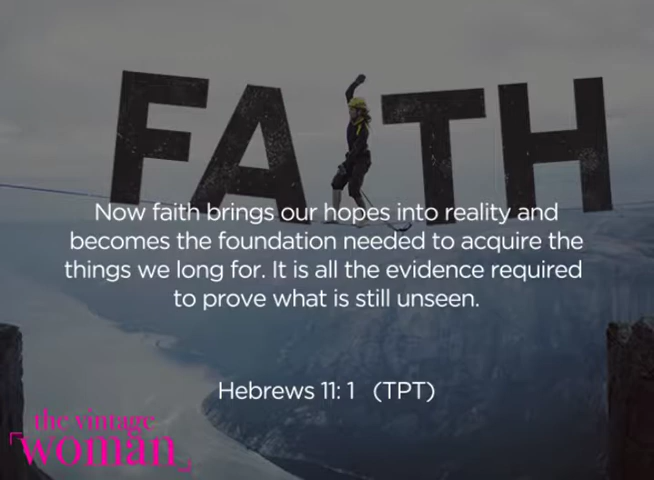 FAITH
Now faith brings our hopes into reality and
becomes the foundation needed to acquire the
things we long for. It is all the evidence required
to prove what is still unseen.
Hebrews 11: 1 (TPT)
the vintage
woman